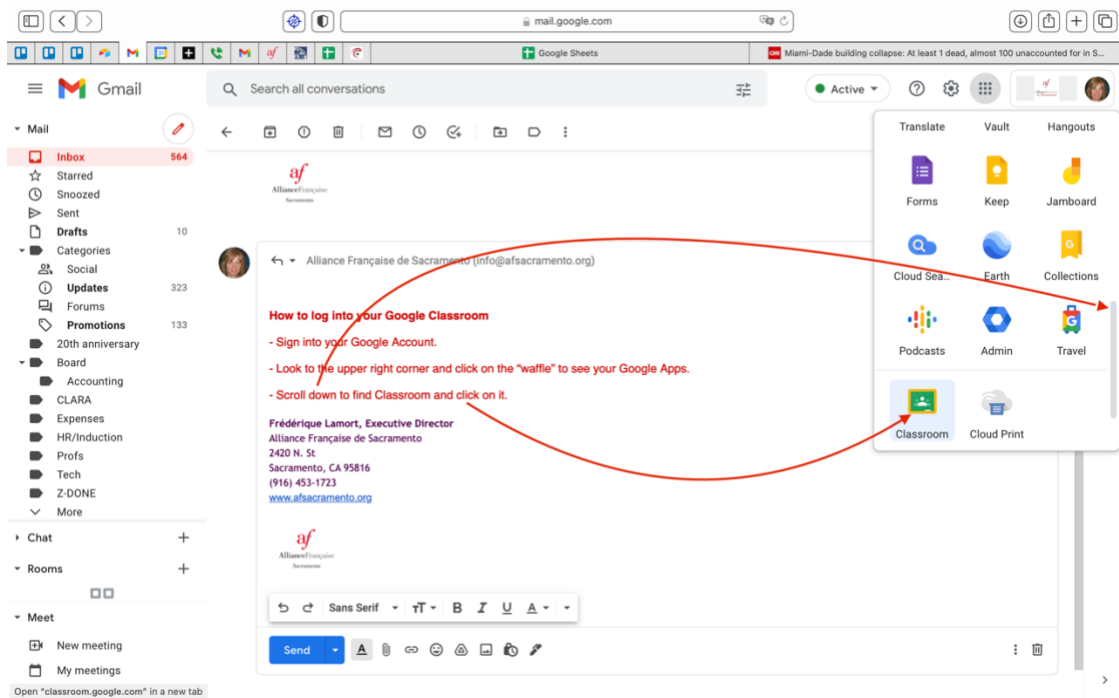 mail.google.com
Google Sheets
CNN Miami-Dade building collapse: At least 1 dead, almost 100 unaccounted for in S...
Gmail
Search all conversations
Active
Mail
Inbox 564
Starred
Snoozed
Sent
Drafts 10
Categories
Social
Updates 323
Forums
Promotions 133
20th anniversary
Board
Accounting
CLARA
Expenses
HR/Induction
Profs
Tech
Z-DONE
More
Chat
Rooms
Meet
New meeting
My meetings
Open "classroom.google.com" in a new tab
af
AllianceFrançaise
Sacramento
Alliance Française de Sacramento (info@afsacramento.org)
How to log into your Google Classroom
- Sign into your Google Account.
- Look to the upper right corner and click on the "waffle" to see your Google Apps.
- Scroll down to find Classroom and click on it.
Frédérique Lamort, Executive Director
Alliance Française de Sacramento
2420 N. St
Sacramento, CA 95816
(916) 453-1723
www.afsacramento.org
af
AllianceFrançaise
Sacramento
Sans Serif
Send
Translate Vault Hangouts
Forms Keep Jamboard
Cloud Sea... Earth Collections
Podcasts Admin Travel
Classroom Cloud Print